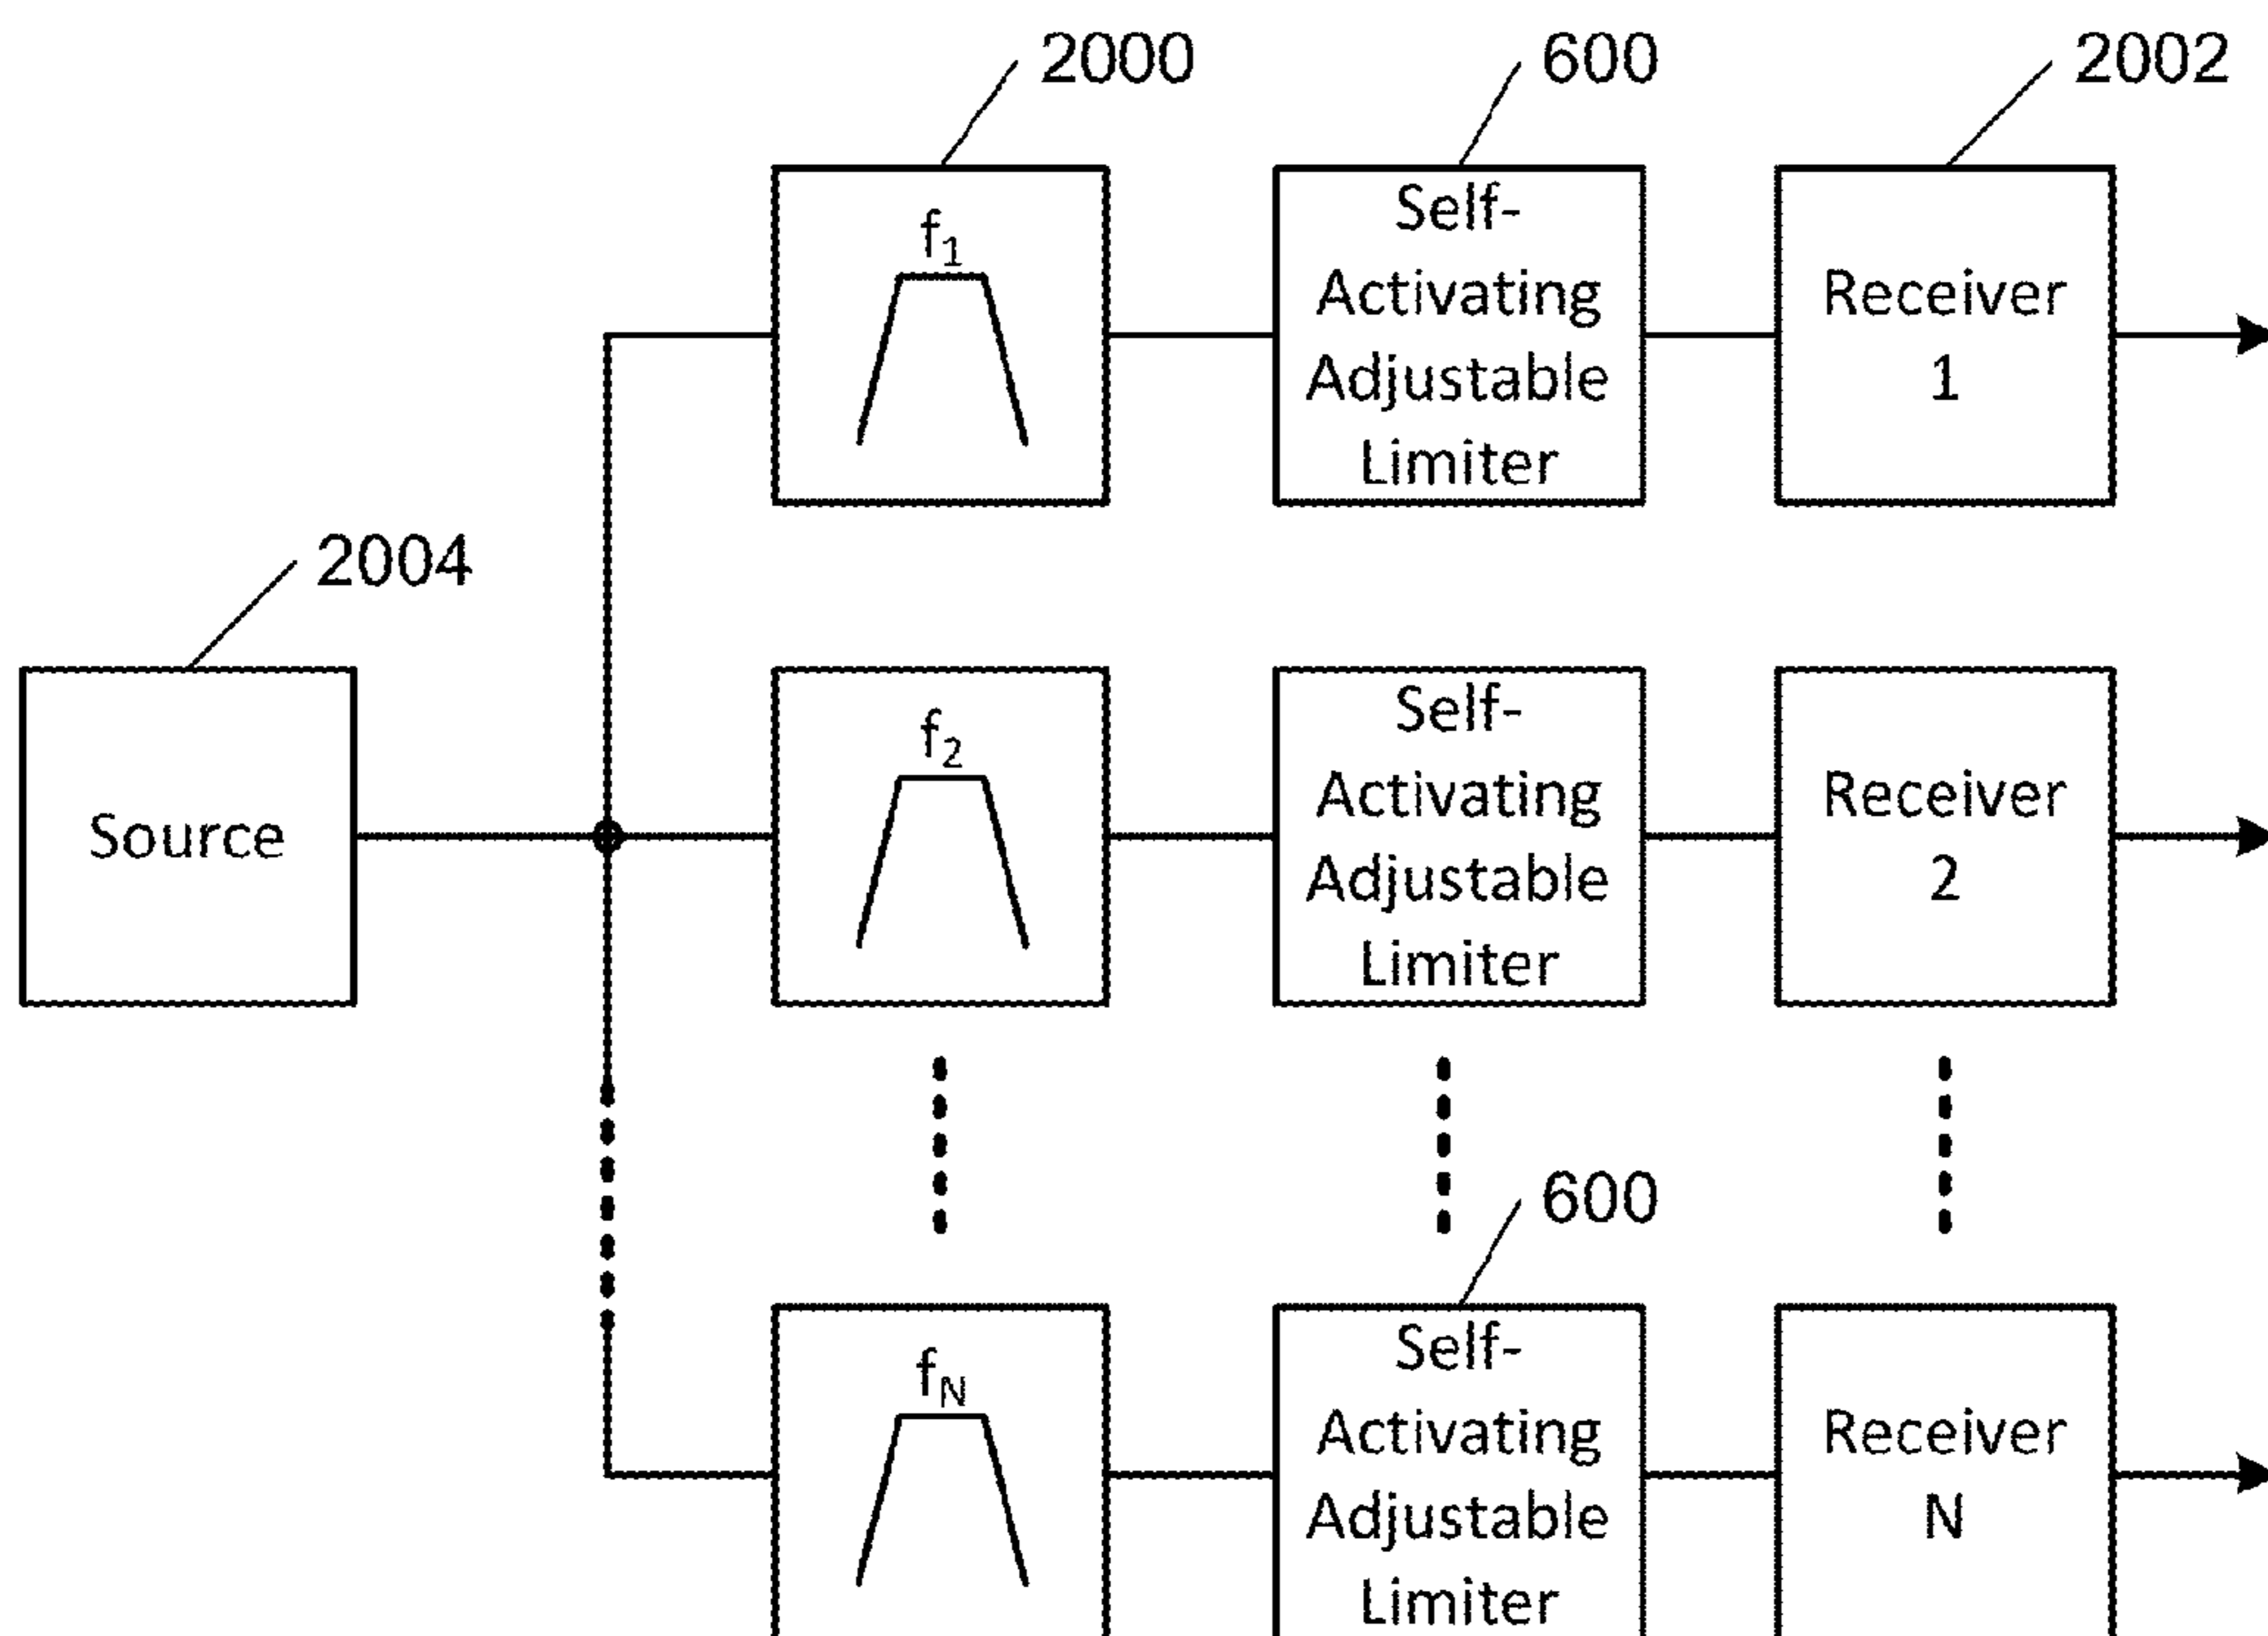 2000
600
2002
f₁
Self-
Activating
Adjustable
Limiter
Receiver
1
2004
Source
f₂
Self-
Activating
Adjustable
Limiter
Receiver
2
600
f_N
Self-
Activating
Adjustable
Limiter
Receiver
N